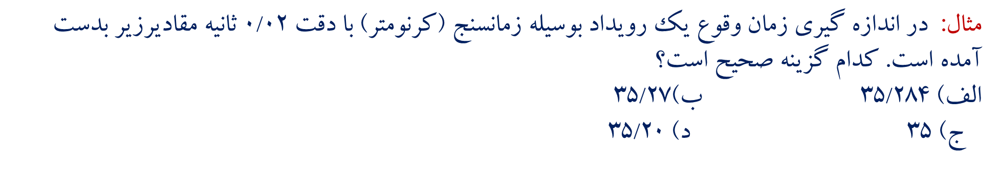 مثال: در اندازه گیری زمان وقوع یک رویداد بوسیله زمانسنج (کرنومتر) با دقت ۰/۰۲ ثانیه مقادیرزیر بدست
آمده است. کدام گزینه صحیح است؟
الف) ۳۵/۲۸۴ ب)۳۵/۲۷
ج) ۳۵ د) ۳۵/۲۰